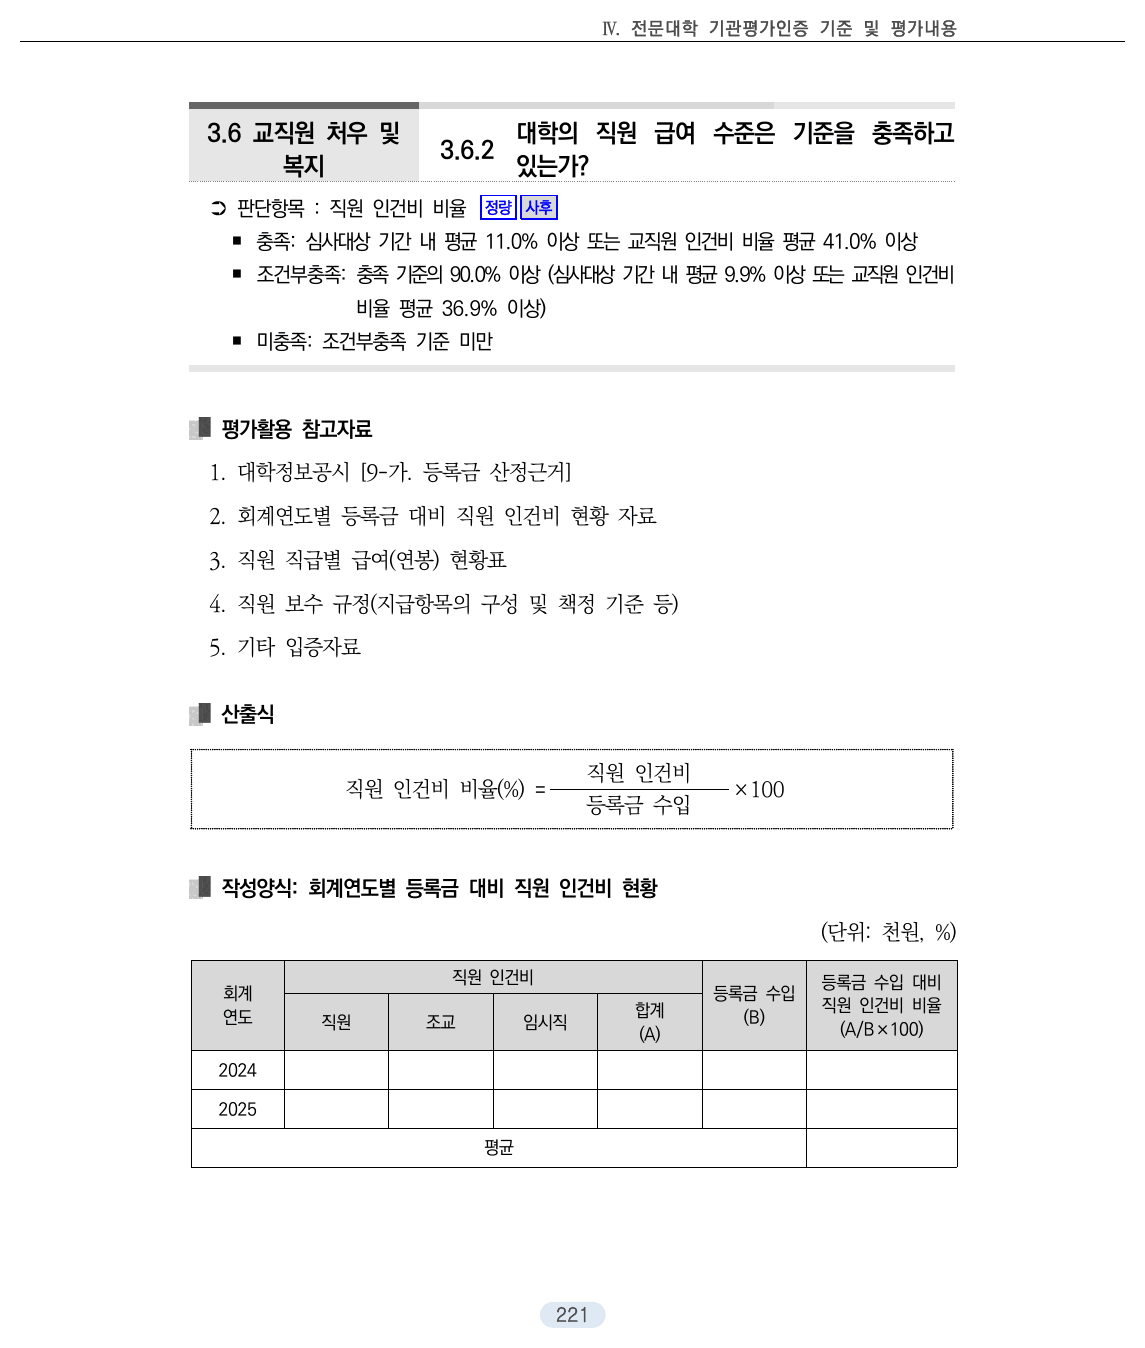 Ⅳ. 전문대학 기관평가인증 기준 및 평가내용
3.6 교직원 처우 및
복지
3.6.2
대학의 직원 급여 수준은 기준을 충족하고
있는가?
➲ 판단항목 : 직원 인건비 비율 정량 사후
▪ 충족: 심사대상 기간 내 평균 11.0% 이상 또는 교직원 인건비 비율 평균 41.0% 이상
▪ 조건부충족: 충족 기준의 90.0% 이상 (심사대상 기간 내 평균 9.9% 이상 또는 교직원 인건비
비율 평균 36.9% 이상)
▪ 미충족: 조건부충족 기준 미만
평가활용 참고자료
1. 대학정보공시 [9-가. 등록금 산정근거]
2. 회계연도별 등록금 대비 직원 인건비 현황 자료
3. 직원 직급별 급여(연봉) 현황표
4. 직원 보수 규정(지급항목의 구성 및 책정 기준 등)
5. 기타 입증자료
산출식
직원 인건비
직원 인건비 비율(%) = ×100
등록금 수입
작성양식: 회계연도별 등록금 대비 직원 인건비 현황
(단위: 천원, %)
회계
연도
직원 인건비
직원
조교
임시직
합계
(A)
등록금 수입
(B)
등록금 수입 대비
직원 인건비 비율
(A/B×100)
2024
2025
평균
221